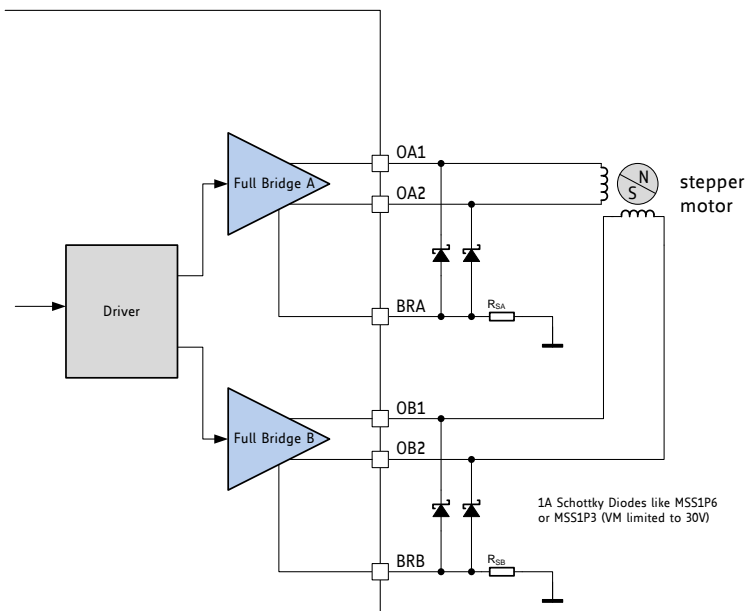 OA1
Full Bridge A
OA2
N
S
stepper
motor
Driver
BRA
RSA
OB1
Full Bridge B
OB2
1A Schottky Diodes like MSS1P6
or MSS1P3 (VM limited to 30V)
BRB
RSB